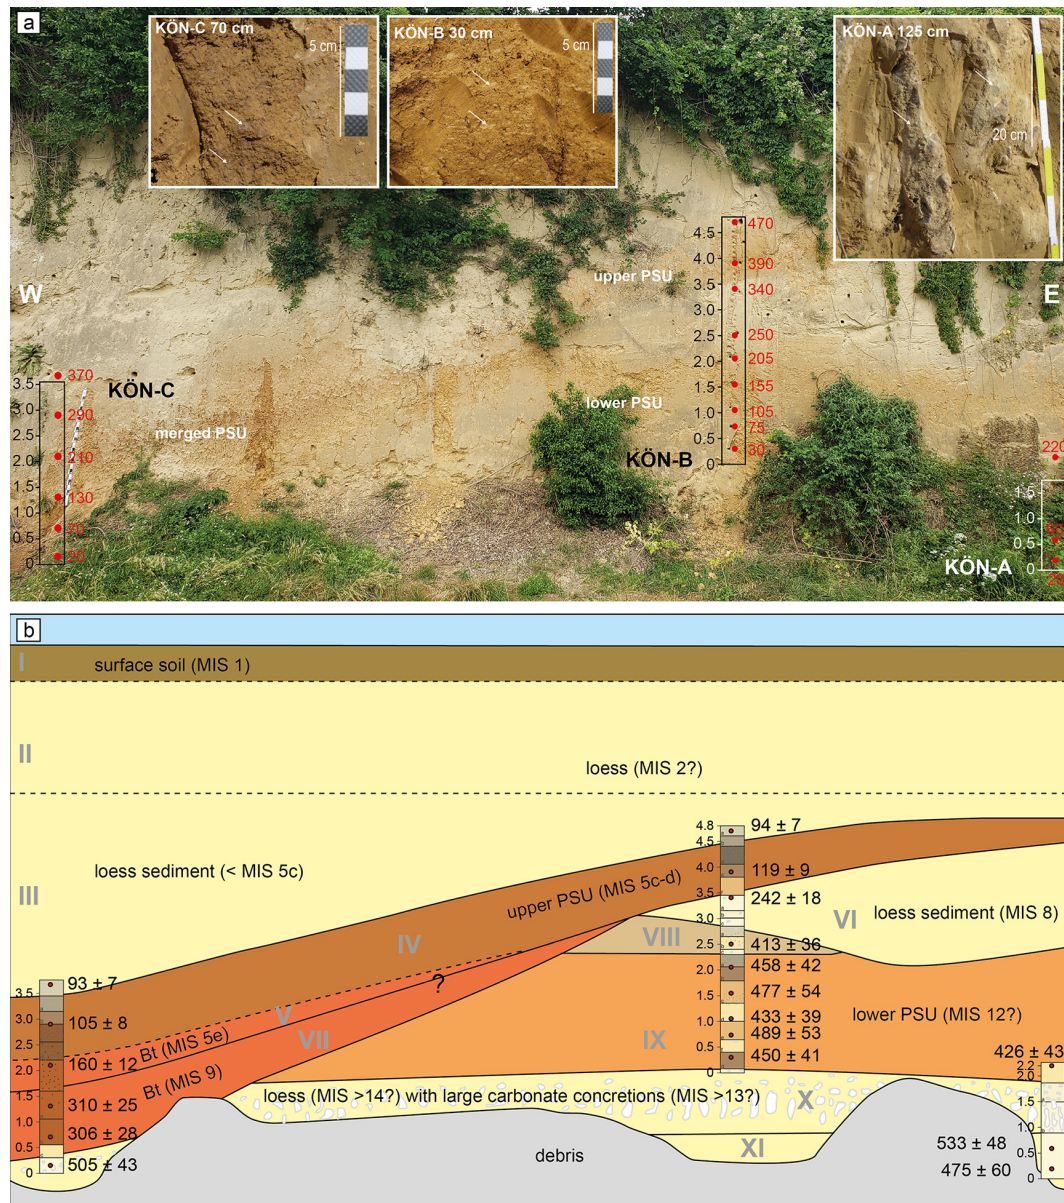 a
KÖN-C 70 cm
5 cm
KÖN-B 30 cm
5 cm
KÖN-A 125 cm
20 cm
W
E
upper PSU
lower PSU
merged PSU
KÖN-C
3.5
3.0
2.5
2.0
1.5
1.0
0.5
0
370
290
210
130
70
20
KÖN-B
4.5
4.0
3.5
3.0
2.5
2.0
1.5
1.0
0.5
0
470
390
340
250
205
155
105
75
30
KÖN-A
220
1.5
1.0
0.5
0
20
b
I
surface soil (MIS 1)
II
loess (MIS 2?)
III
loess sediment (< MIS 5c)
upper PSU (MIS 5c-d)
IV
V
Bt (MIS 5e)
?
VII
Bt (MIS 9)
VI
loess sediment (MIS 8)
VIII
IX
lower PSU (MIS 12?)
loess (MIS >14?) with large carbonate concretions (MIS >13?)
X
XI
debris
3.5
3.0
2.5
2.0
1.5
1.0
0.5
0
93 ± 7
105 ± 8
160 ± 12
310 ± 25
306 ± 28
505 ± 43
4.8
4.5
4.0
3.5
3.0
2.5
2.0
1.5
1.0
0.5
0
94 ± 7
119 ± 9
242 ± 18
413 ± 36
458 ± 42
477 ± 54
433 ± 39
489 ± 53
450 ± 41
426 ± 43
2.2
2.0
1.5
1.0
0.5
0
533 ± 48
475 ± 60